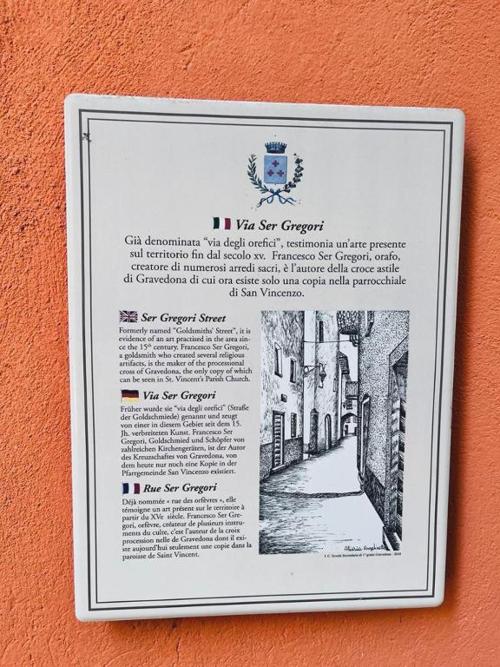 Via Ser Gregori
Già denominata "via degli orefici", testimonia un'arte presente
sul territorio fin dal secolo xv. Francesco Ser Gregori, orafo,
creatore di numerosi arredi sacri, è l'autore della croce astile
di Gravedona di cui ora esiste solo una copia nella parrocchiale
di San Vincenzo.
Ser Gregori Street
Formerly named "Goldsmiths' Street", it is
evidence of an art practised in the area sin-
ce the 15th century. Francesco Ser Gregori,
a goldsmith who created several religious
artifacts, is the maker of the processional
cross of Gravedona, the only copy of which
can be seen in St. Vincent's Parish Church.
Via Ser Gregori
Früher wurde sie "via degli orefici" (Straße
der Goldschmiede) genannt und zeugt
von einer in diesem Gebiet seit dem 15.
Jh. verbreiteten Kunst. Francesco Ser
Gregori, Goldschmied und Schöpfer von
zahlreichen Kirchengeräten, ist der Autor
des Kreuzschaftes von Gravedona, von
dem heute nur noch eine Kopie in der
Pfarrgemeinde San Vincenzo existiert.
Rue Ser Gregori
Déjà nommée « rue des orfèvres », elle
témoigne un art présent sur le territoire à
partir du XVe siècle. Francesco Ser Gre-
gori, orfèvre, créateur de plusieurs instru-
ments du culte, c'est l'auteur de la croix
procession nelle de Gravedona dont il exi-
ste aujourd'hui seulement une copie dans la
paroisse de Saint Vincent.